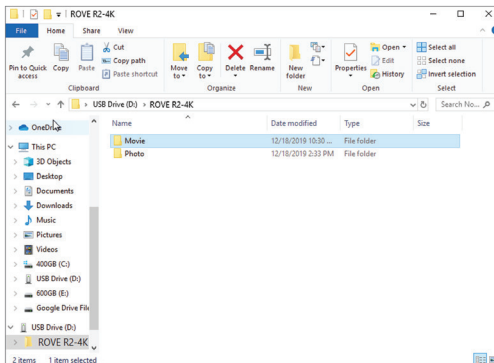 ROVE R2-4K
File Home Share View
Pin to Quick access
Copy
Paste
Cut
Copy path
Paste shortcut
Move to
Copy to
Delete
Rename
New folder
Properties
Open
Edit
History
Select all
Select none
Invert selection
Clipboard Organize New Open Select
USB Drive (D:) > ROVE R2-4K
Search No...
Name Date modified Type Size
Movie 12/18/2019 10:30 ... File folder
Photo 12/18/2019 2:33 PM File folder
OneDrive
This PC
3D Objects
Desktop
Documents
Downloads
Music
Pictures
Videos
400GB (C:)
USB Drive (D:)
600GB (E:)
Google Drive File
USB Drive (D:)
ROVE R2-4K
2 items 1 item selected